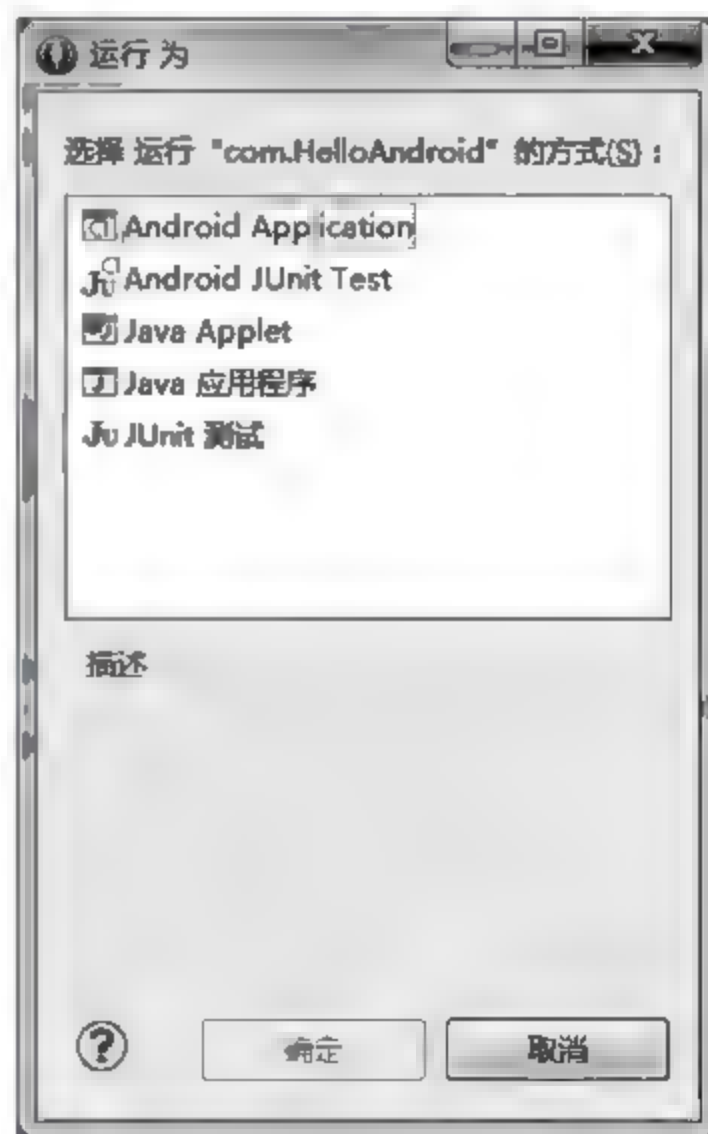 运行 为
选择 运行 "com.HelloAndroid" 的方式(S)：
Android Application
Android JUnit Test
Java Applet
Java 应用程序
Ju JUnit 测试
描述
确定
取消